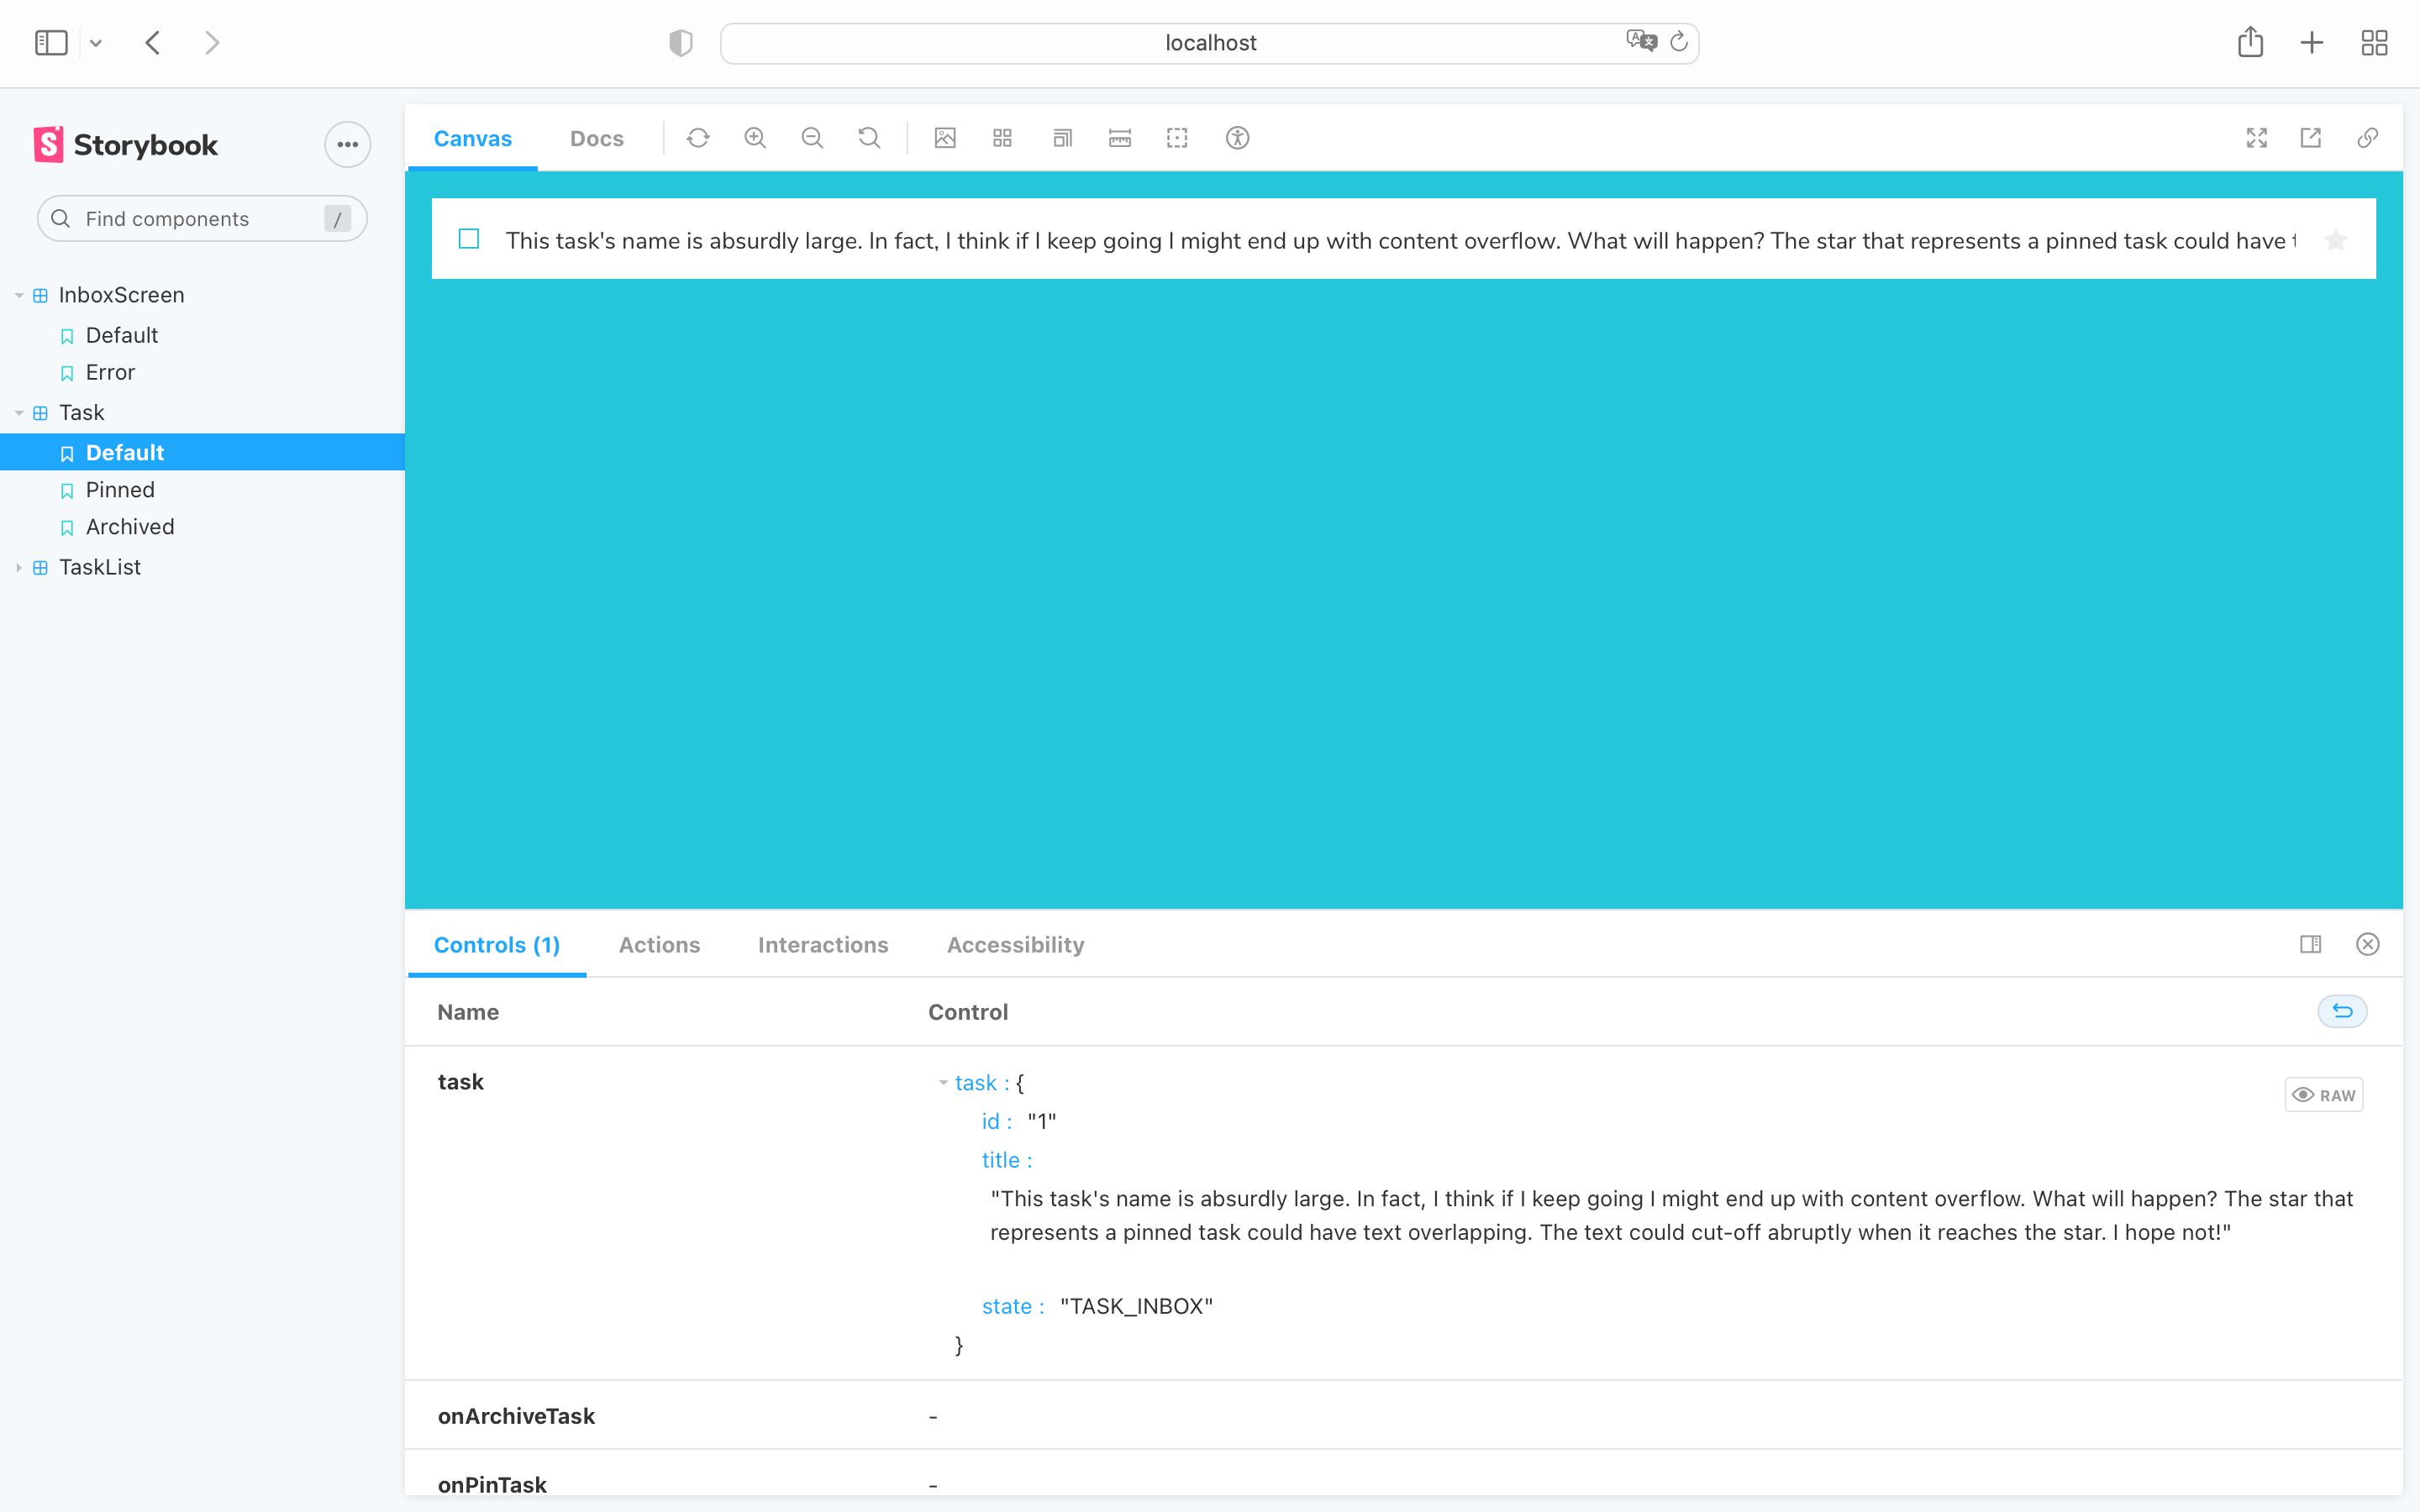 localhost
Storybook
Find components /
InboxScreen
Default
Error
Task
Default
Pinned
Archived
TaskList
Canvas Docs
This task's name is absurdly large. In fact, I think if I keep going I might end up with content overflow. What will happen? The star that represents a pinned task could have
Controls (1) Actions Interactions Accessibility
Name Control
task task : {
RAW
id : "1"
title :
"This task's name is absurdly large. In fact, I think if I keep going I might end up with content overflow. What will happen? The star that
represents a pinned task could have text overlapping. The text could cut-off abruptly when it reaches the star. I hope not!"
state : "TASK_INBOX"
}
onArchiveTask -
onPinTask -